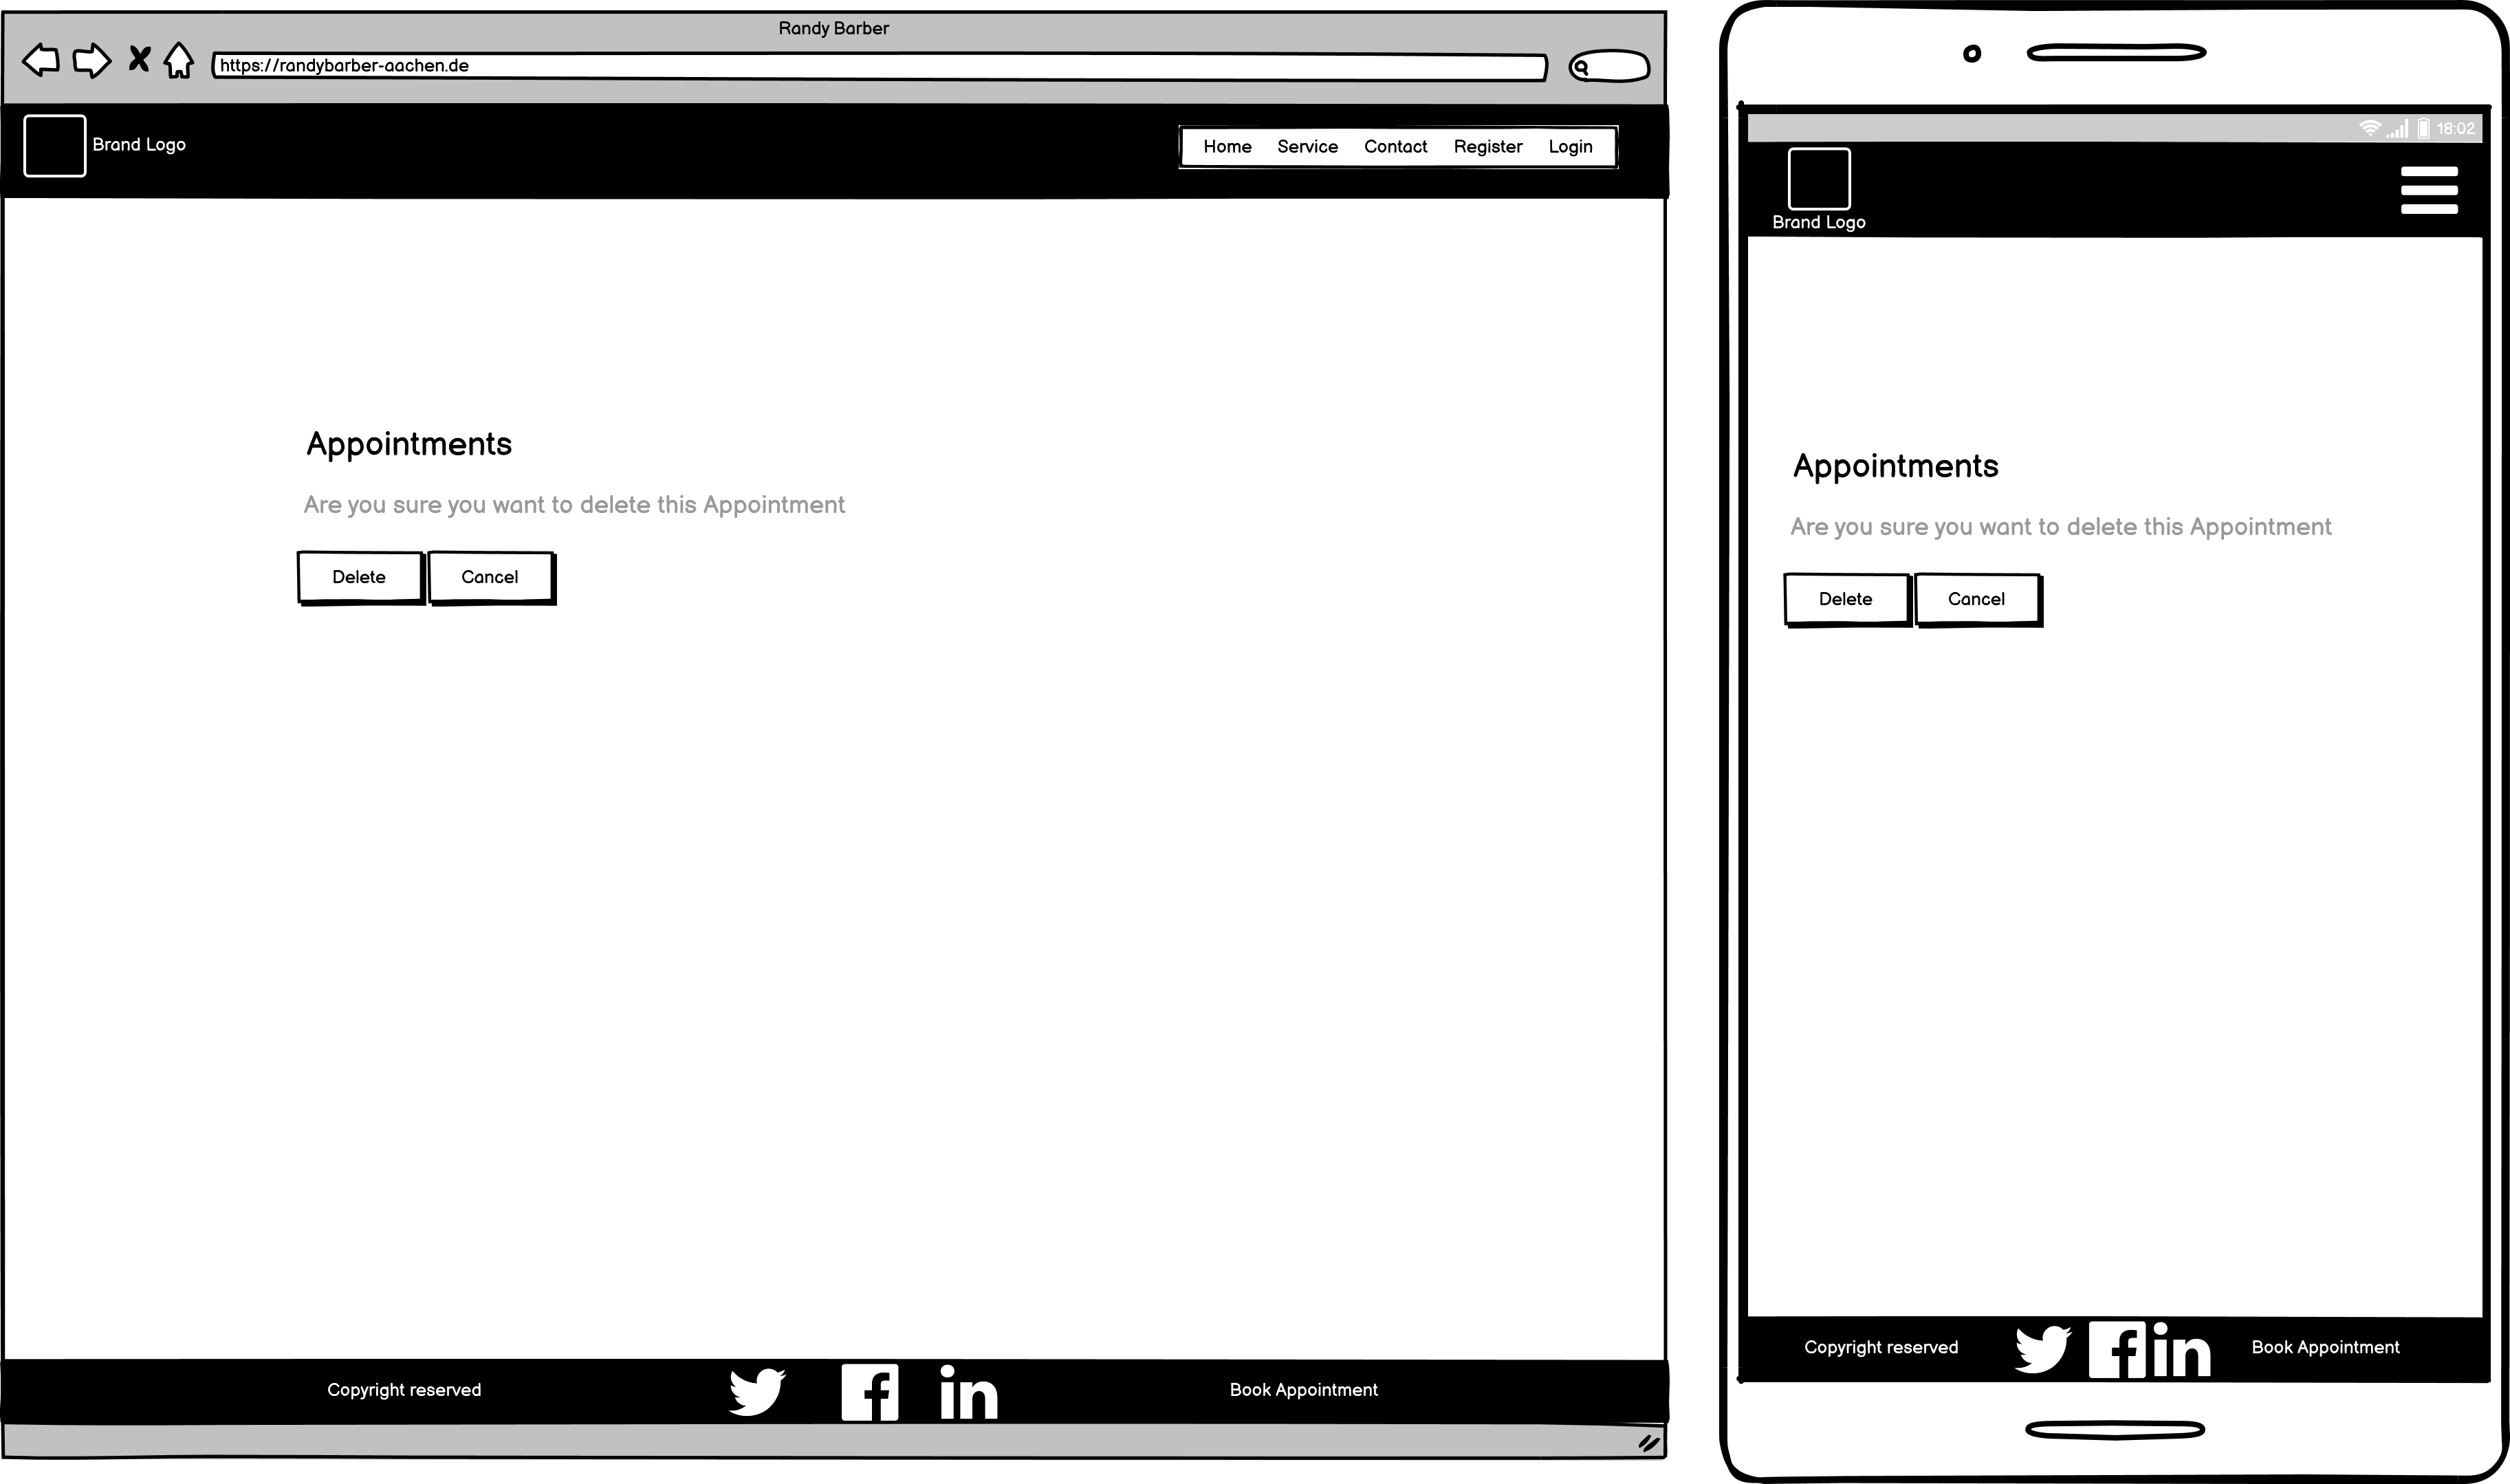 Randy Barber
https://randybarber-aachen.de
Brand Logo
Home Service Contact Register Login
Appointments
Are you sure you want to delete this Appointment
Delete Cancel
Copyright reserved
Book Appointment
18:02
Brand Logo
Appointments
Are you sure you want to delete this Appointment
Delete Cancel
Copyright reserved
Book Appointment